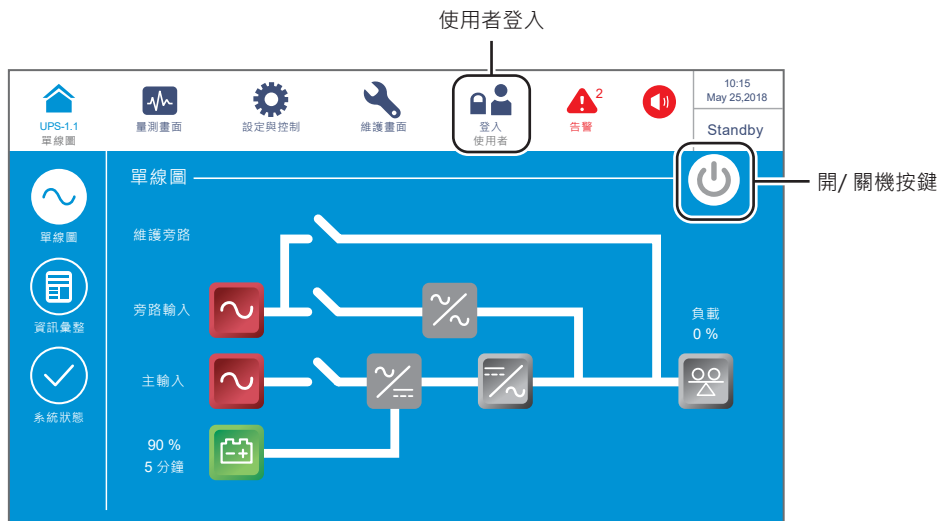 使用者登入
UPS-1.1
單線圖
量測畫面
設定與控制
維護畫面
登入
使用者
2
告警
10:15
May 25,2018
Standby
單線圖
開/ 關機按鍵
單線圖
維護旁路
資訊彙整
旁路輸入
負載
0 %
主輸入
系統狀態
90 %
5 分鐘